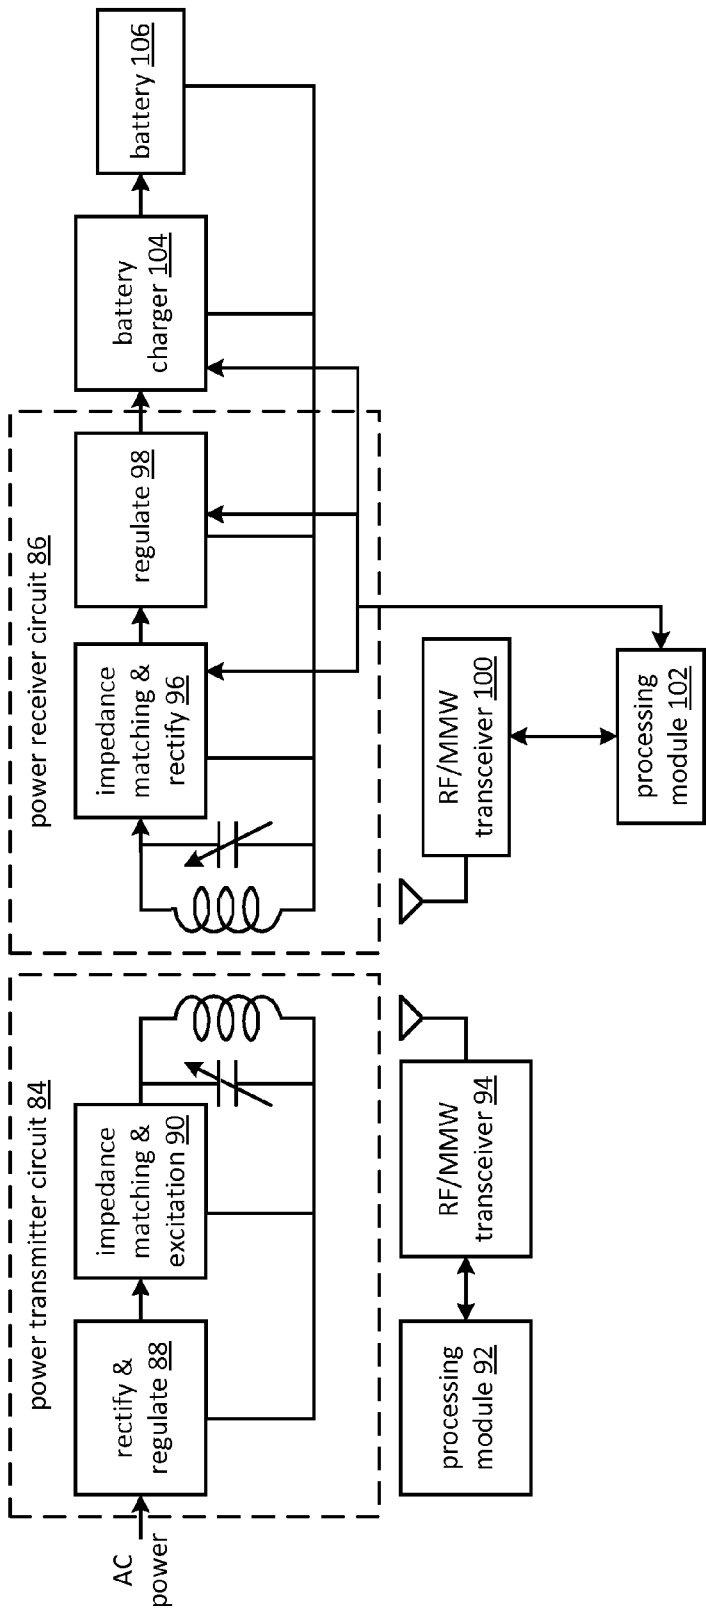 AC
power
power transmitter circuit 84
rectify &
regulate 88
impedance
matching &
excitation 90
processing
module 92
RF/MMW
transceiver 94
power receiver circuit 86
impedance
matching &
rectify 96
regulate 98
battery
charger 104
battery 106
RF/MMW
transceiver 100
processing
module 102